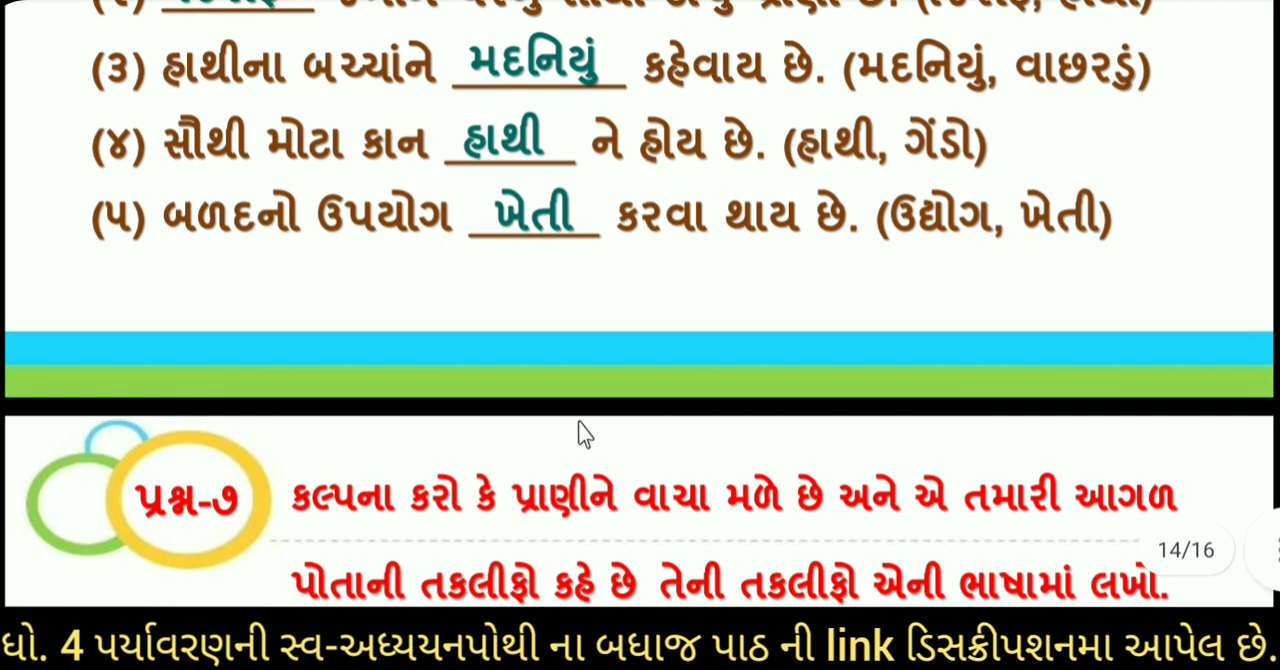 (૩) હાથીના બચ્ચાંને મદનિયું કહેવાય છે. (મદનિયું, વાછરડું)
(૪) સૌથી મોટા કાન હાથી ને હોય છે. (હાથી, ગેંડો)
(૫) બળદનો ઉપયોગ ખેતી કરવા થાય છે. (ઉદ્યોગ, ખેતી)
પ્રશ્ન-૭ કલ્પના કરો કે પ્રાણીને વાચા મળે છે અને એ તમારી આગળ
14/16
પોતાની તકલીફો કહે છે તેની તકલીફો એની ભાષામાં લખો.
ધો. 4 પર્યાવરણની સ્વ-અધ્યયનપોથી ના બધાજ પાઠ ની link ડિસક્રીપશનમા આપેલ છે.